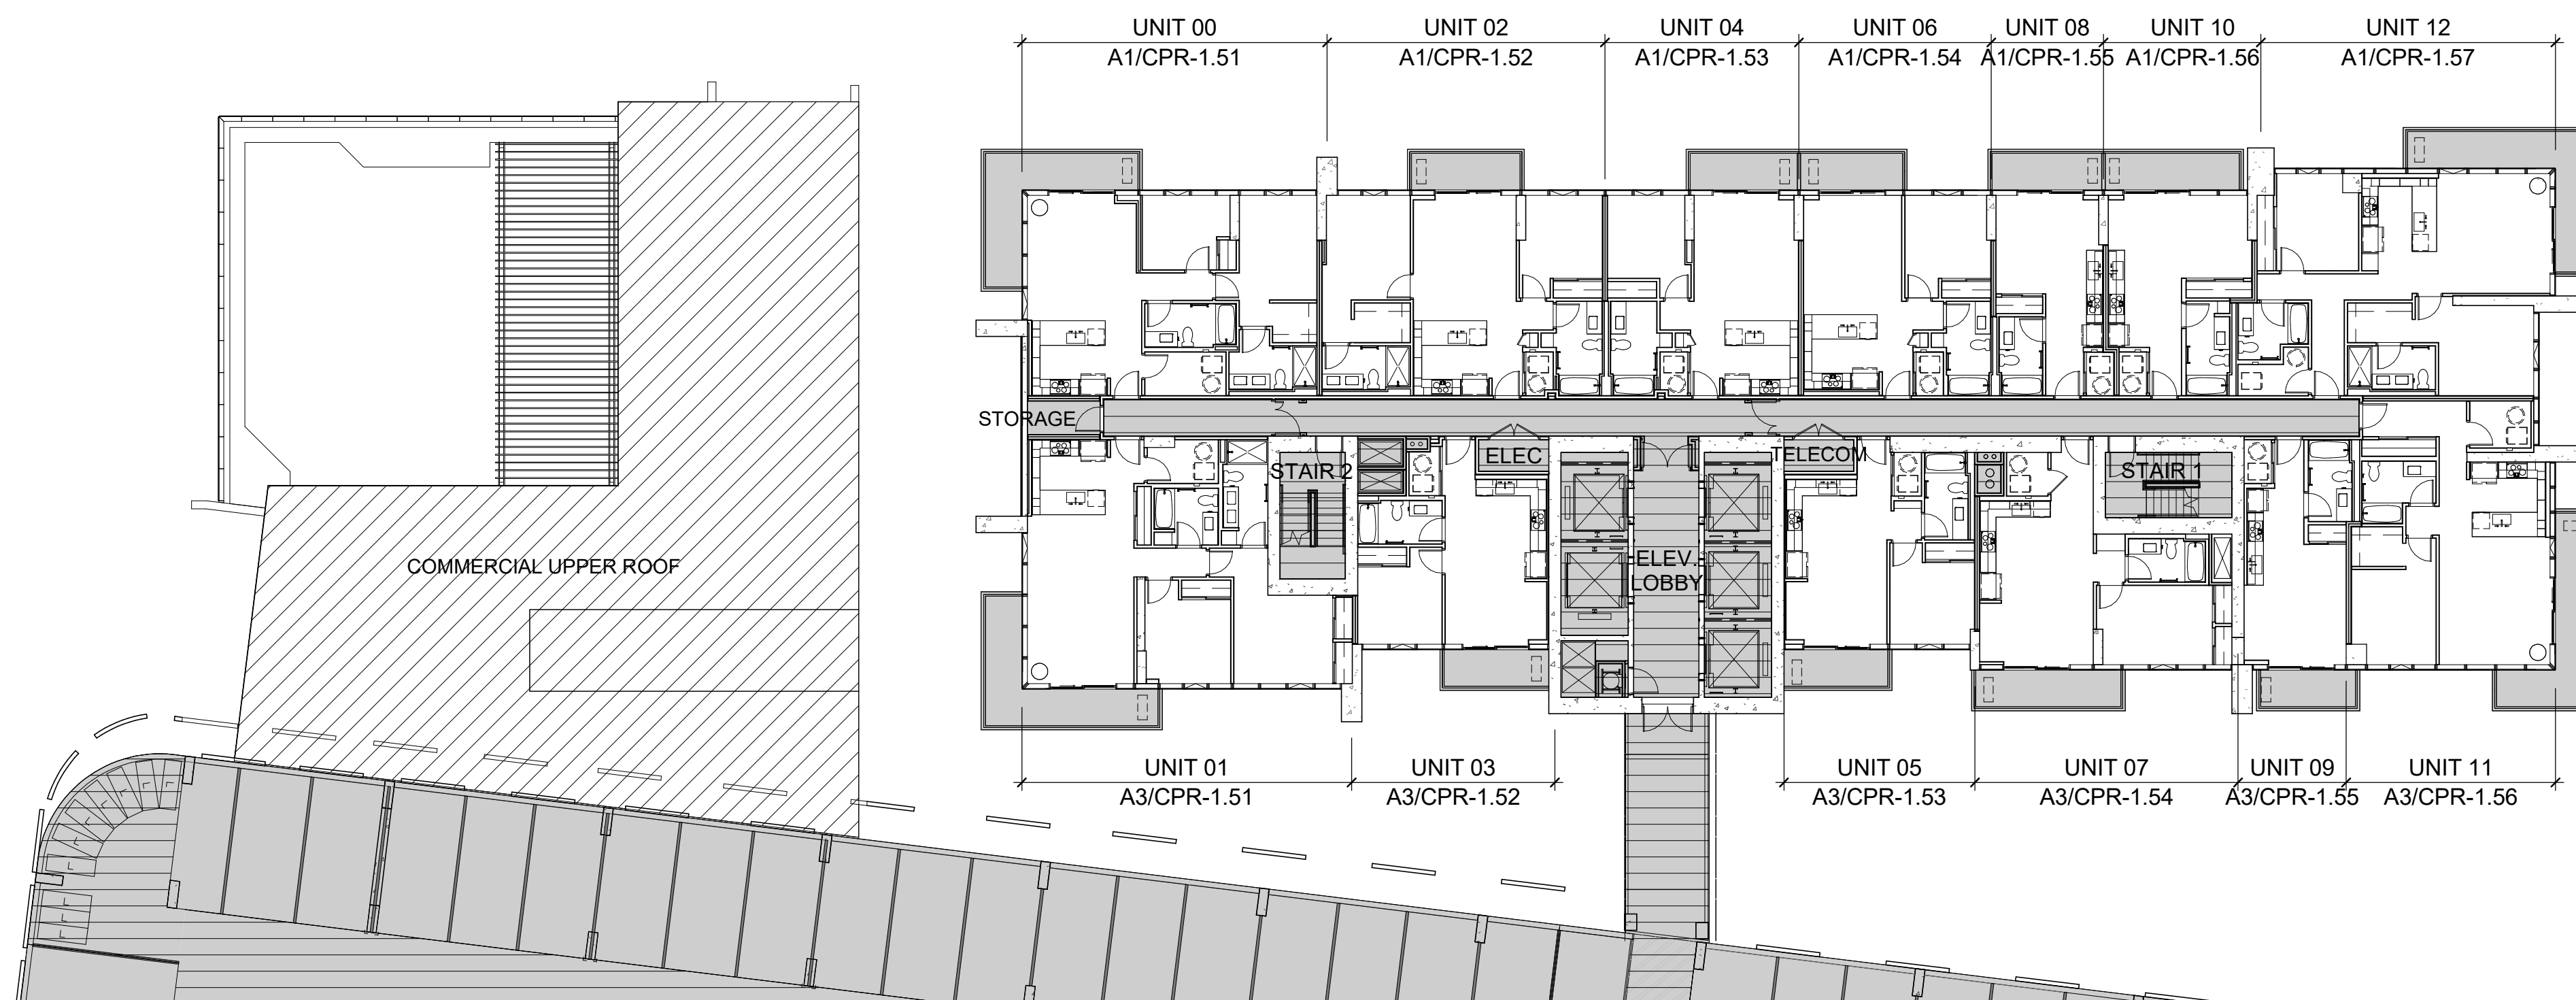 UNIT 00
A1/CPR-1.51
UNIT 02
A1/CPR-1.52
UNIT 04
A1/CPR-1.53
UNIT 06
A1/CPR-1.54
UNIT 08
A1/CPR-1.55
UNIT 10
A1/CPR-1.56
UNIT 12
A1/CPR-1.57
STORAGE
STAIR 2
ELEC
TELECOM
STAIR 1
ELEV.
LOBBY
COMMERCIAL UPPER ROOF
UNIT 01
A3/CPR-1.51
UNIT 03
A3/CPR-1.52
UNIT 05
A3/CPR-1.53
UNIT 07
A3/CPR-1.54
UNIT 09
A3/CPR-1.55
UNIT 11
A3/CPR-1.56